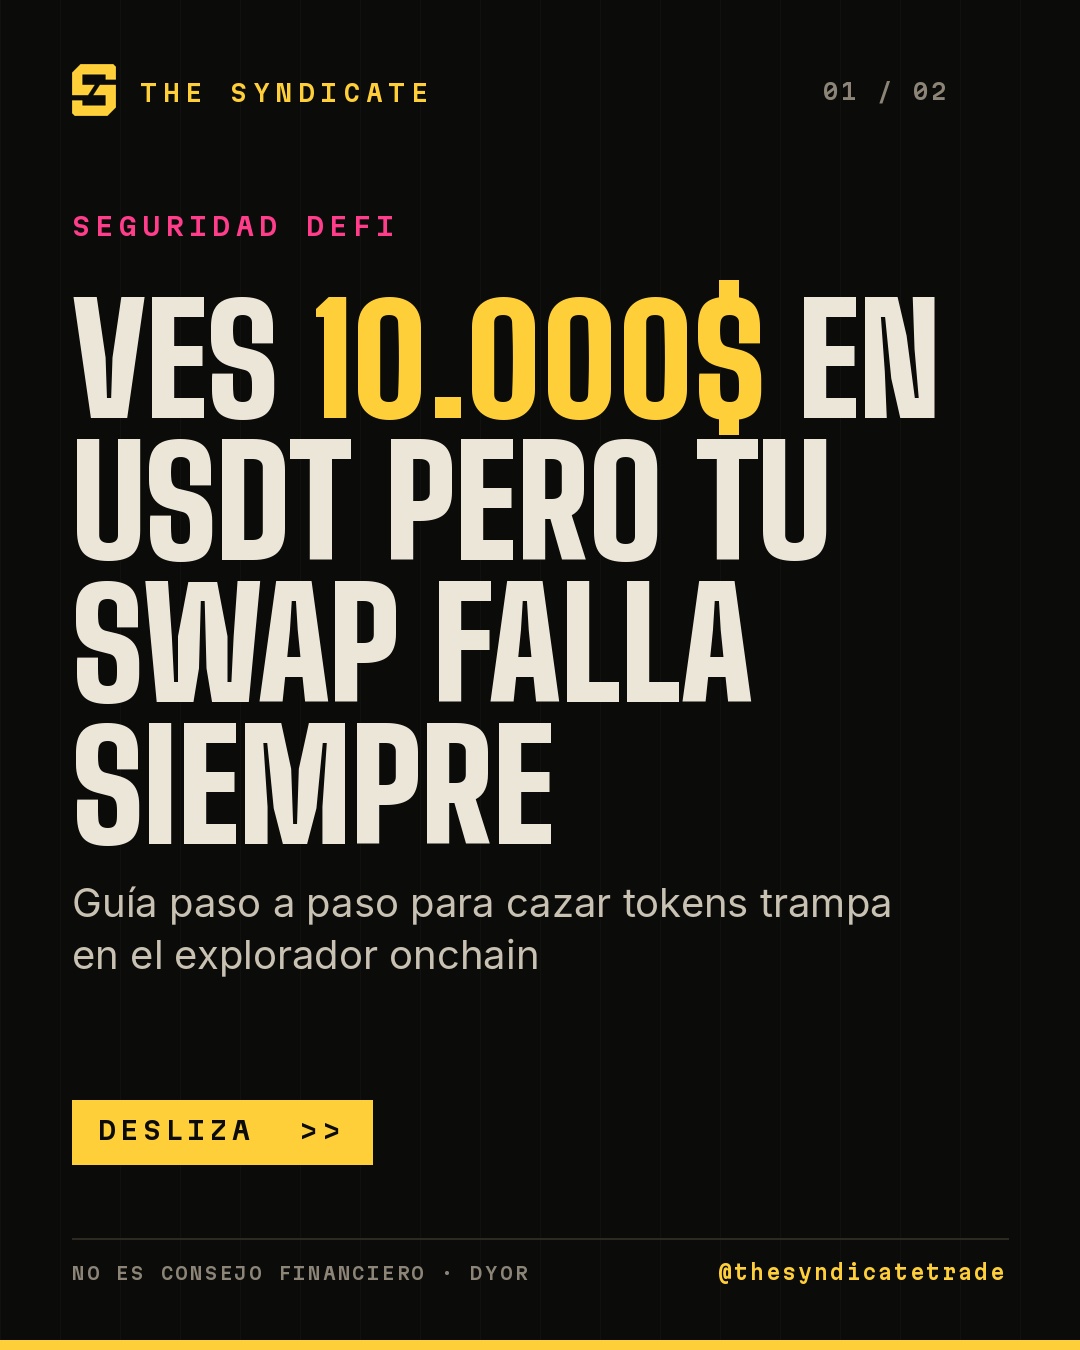 THE SYNDICATE
01 / 02
SEGURIDAD DEFI
VES 10.000$ EN
USDT PERO TU
SWAP FALLA
SIEMPRE
Guía paso a paso para cazar tokens trampa
en el explorador onchain
DESLIZA >>
NO ES CONSEJO FINANCIERO · DYOR
@thesyndicatetrade